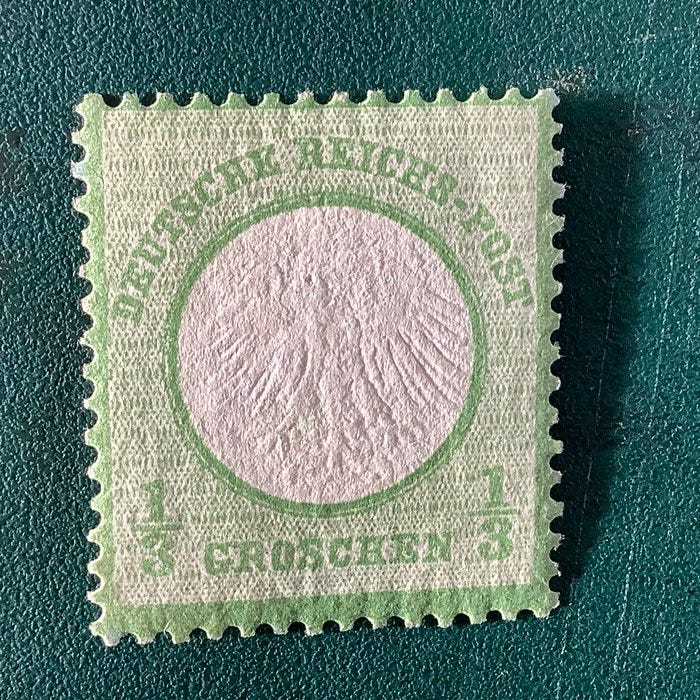 DEUTSCHE REICHS-POST
1/3 GROSCHEN 1/3